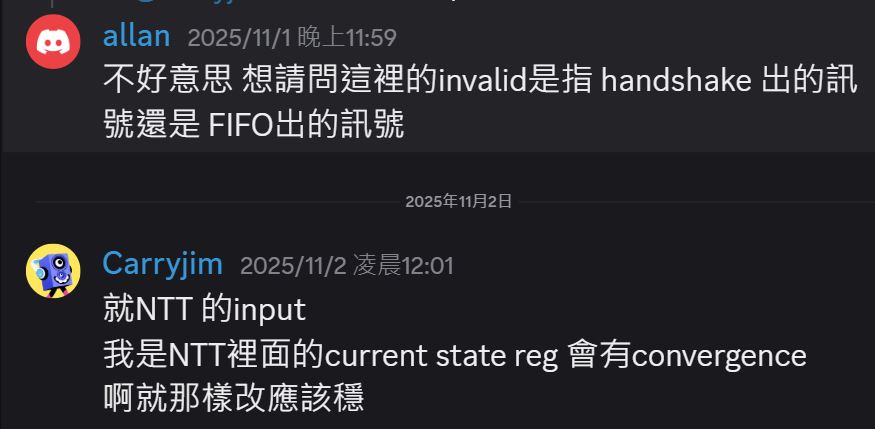 allan 2025/11/1 晚上11:59
不好意思 想請問這裡的invalid是指 handshake 出的訊
號還是 FIFO出的訊號
2025年11月2日
Carryjim 2025/11/2 凌晨12:01
就NTT 的input
我是NTT裡面的current state reg 會有convergence
啊就那樣改應該穩